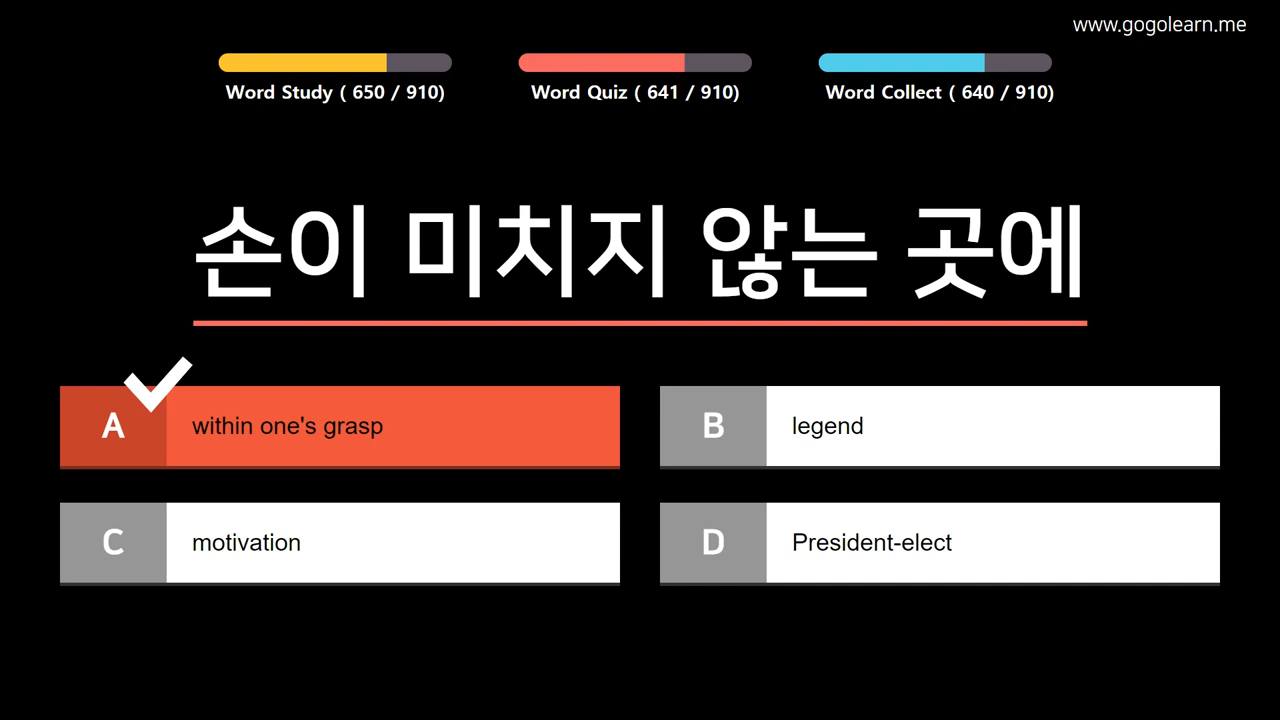 www.gogolearn.me
Word Study ( 650 / 910)
Word Quiz ( 641 / 910)
Word Collect ( 640 / 910)
손이 미치지 않는 곳에
A within one's grasp
B legend
C motivation
D President-elect